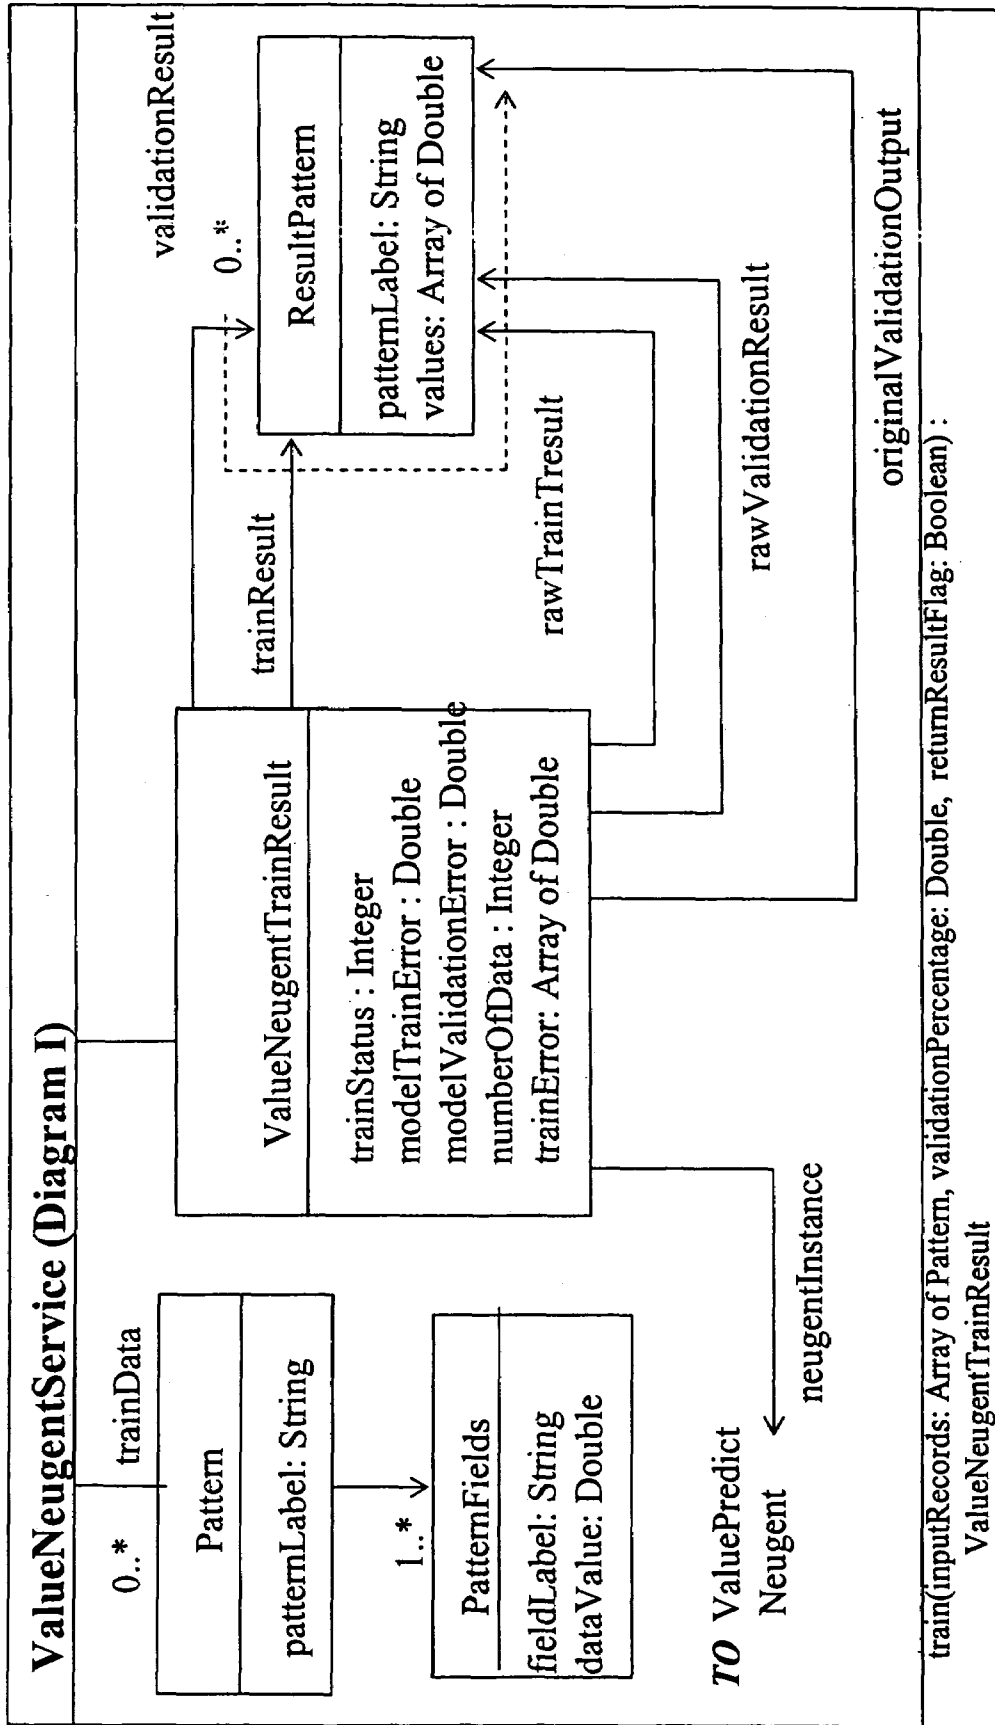 ValueNeugentService (Diagram I)
0..*
trainData
Pattern
patternLabel: String
1..*
PatternFields
fieldLabel: String
dataValue: Double
TO ValuePredict
Neugent
neugentInstance
ValueNeugentTrainResult
trainStatus : Integer
modelTrainError : Double
modelValidationError : Double
numberOfData : Integer
trainError: Array of Double
trainResult
validationResult
0..*
ResultPattern
patternLabel: String
values: Array of Double
rawTrainTresult
rawValidationResult
originalValidationOutput
train(inputRecords: Array of Pattern, validationPercentage: Double, returnResultFlag: Boolean) :
ValueNeugentTrainResult